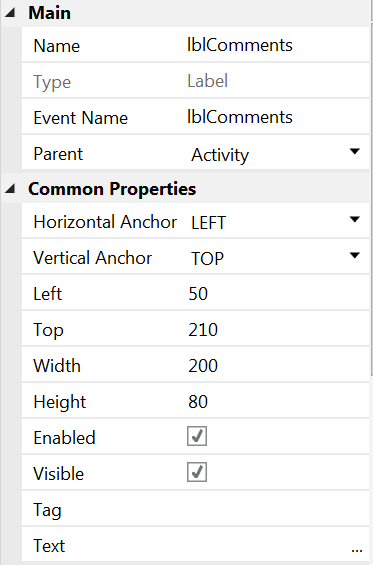 Main
Name lblComments
Type Label
Event Name lblComments
Parent Activity
Common Properties
Horizontal Anchor LEFT
Vertical Anchor TOP
Left 50
Top 210
Width 200
Height 80
Enabled
Visible
Tag
Text ...